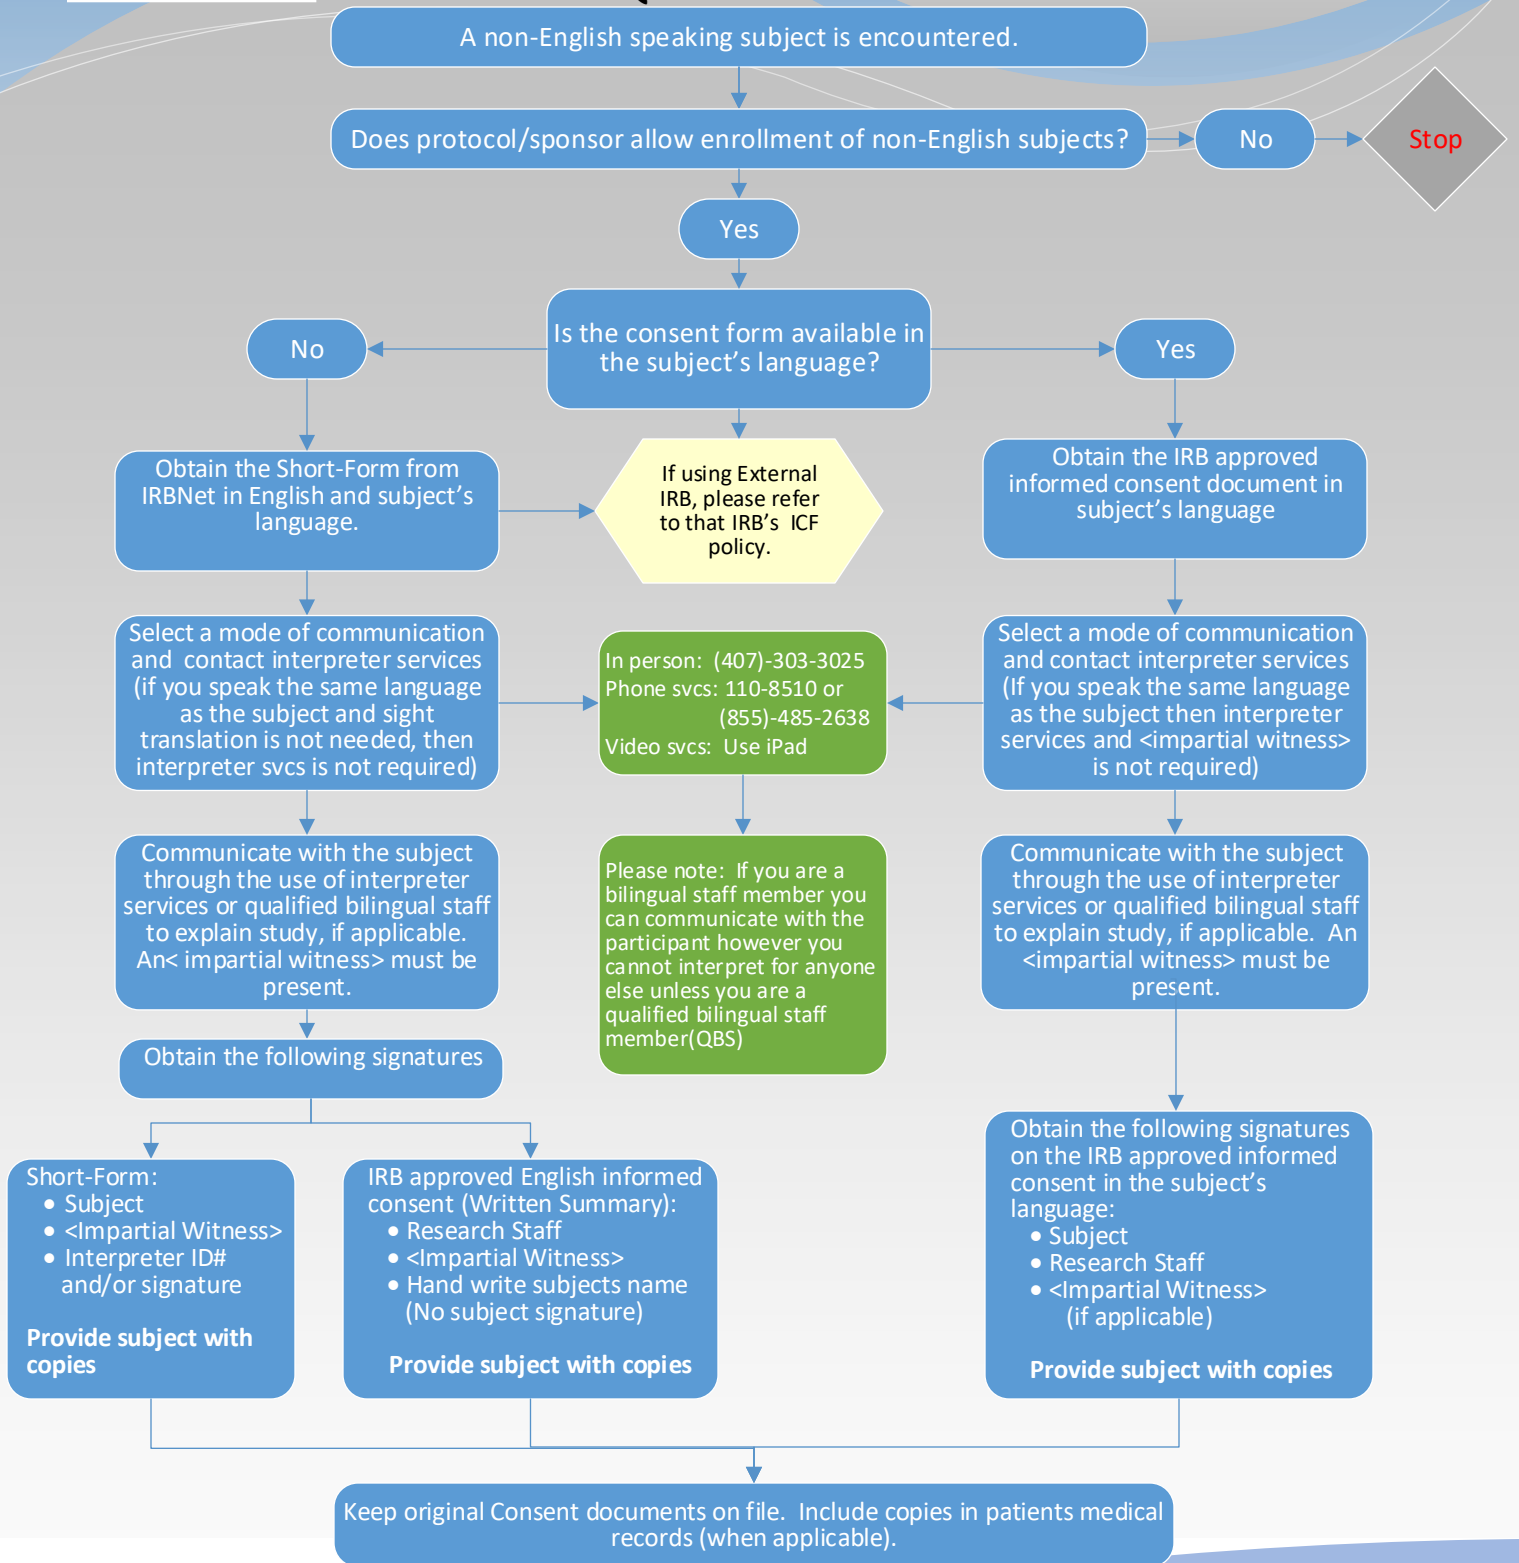 A non-English speaking subject is encountered.
Does protocol/sponsor allow enrollment of non-English subjects?
No
Stop
Yes
Is the consent form available in
the subject's language?
No
Yes
Obtain the Short-Form from
IRBNet in English and subject's
language.
If using External
IRB, please refer
to that IRB's ICF
policy.
Obtain the IRB approved
informed consent document in
subject's language
Select a mode of communication
and contact interpreter services
(if you speak the same language
as the subject and sight
translation is not needed, then
interpreter svcs is not required)
In person: (407)-303-3025
Phone svcs: 110-8510 or
(855)-485-2638
Video svcs: Use iPad
Select a mode of communication
and contact interpreter services
(If you speak the same language
as the subject then interpreter
services and <impartial witness>
is not required)
Communicate with the subject
through the use of interpreter
services or qualified bilingual staff
to explain study, if applicable.
An< impartial witness> must be
present.
Please note: If you are a
bilingual staff member you
can communicate with the
participant however you
cannot interpret for anyone
else unless you are a
qualified bilingual staff
member(QBS)
Communicate with the subject
through the use of interpreter
services or qualified bilingual staff
to explain study, if applicable. An
<impartial witness> must be
present.
Obtain the following signatures
Short-Form:
• Subject
• <Impartial Witness>
• Interpreter ID#
and/or signature
Provide subject with
copies
IRB approved English informed
consent (Written Summary):
• Research Staff
• <Impartial Witness>
• Hand write subjects name
(No subject signature)
Provide subject with copies
Obtain the following signatures
on the IRB approved informed
consent in the subject's
language:
• Subject
• Research Staff
• <Impartial Witness>
(if applicable)
Provide subject with copies
Keep original Consent documents on file. Include copies in patients medical
records (when applicable).